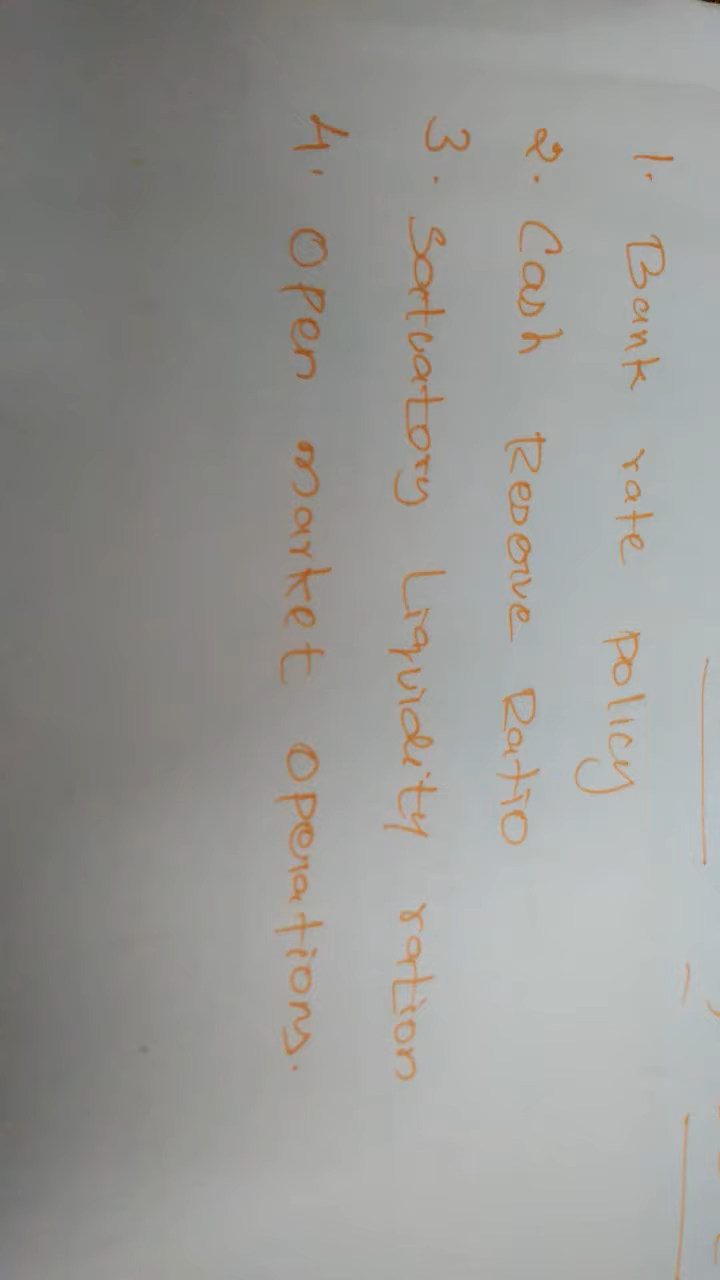 1. Bank rate policy
2. Cash Reserve Ratio
3. Sartuatory Liquidity ration
4. Open market operations.